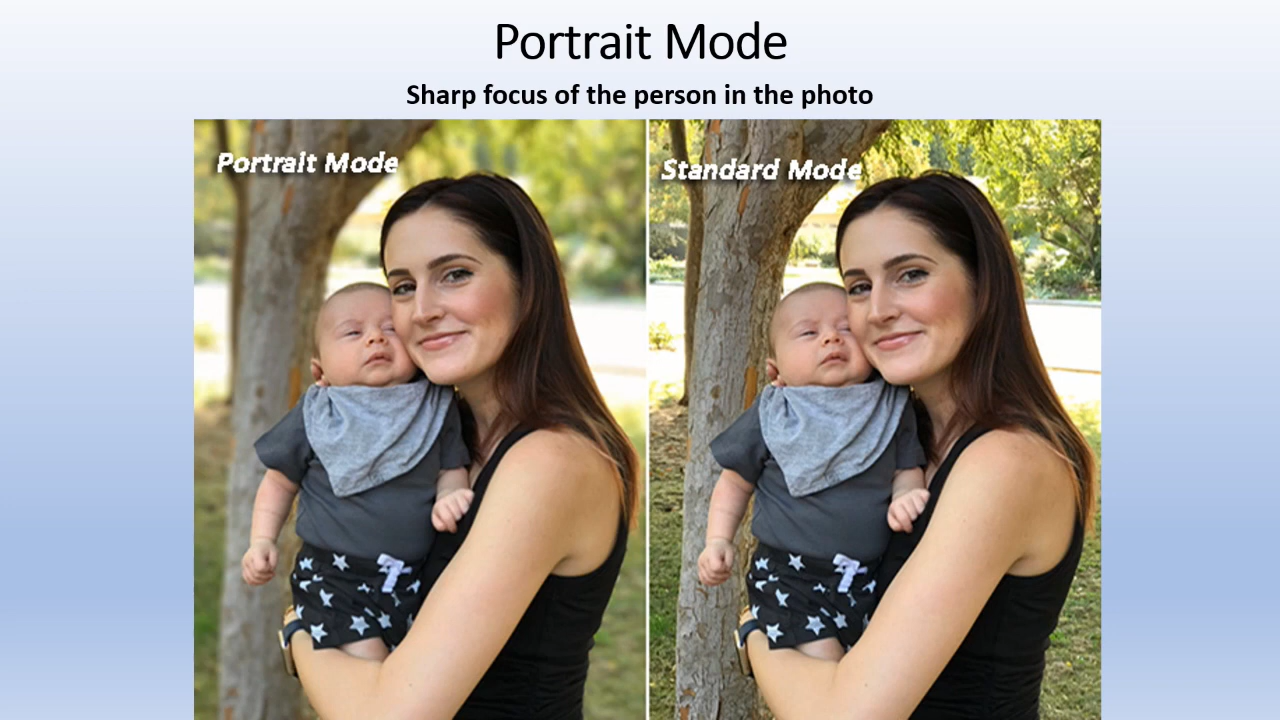 Portrait Mode
Sharp focus of the person in the photo
Portrait Mode
Standard Mode